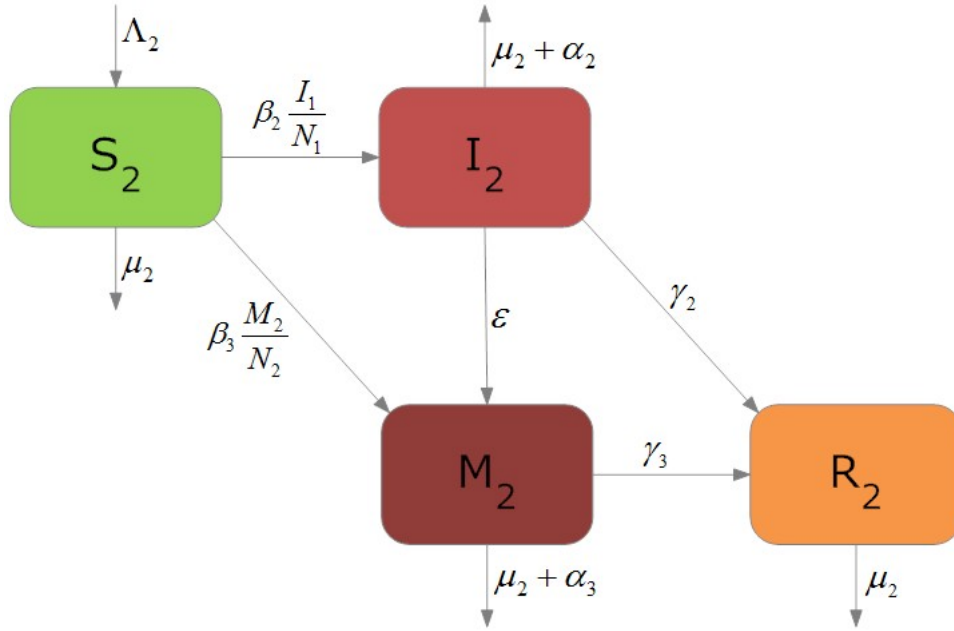 Λ₂
μ₂ + α₂
β₂ I₁/N₁
S₂
I₂
μ₂
β₃ M₂/N₂
ε
γ₂
M₂
γ₃
R₂
μ₂ + α₃
μ₂